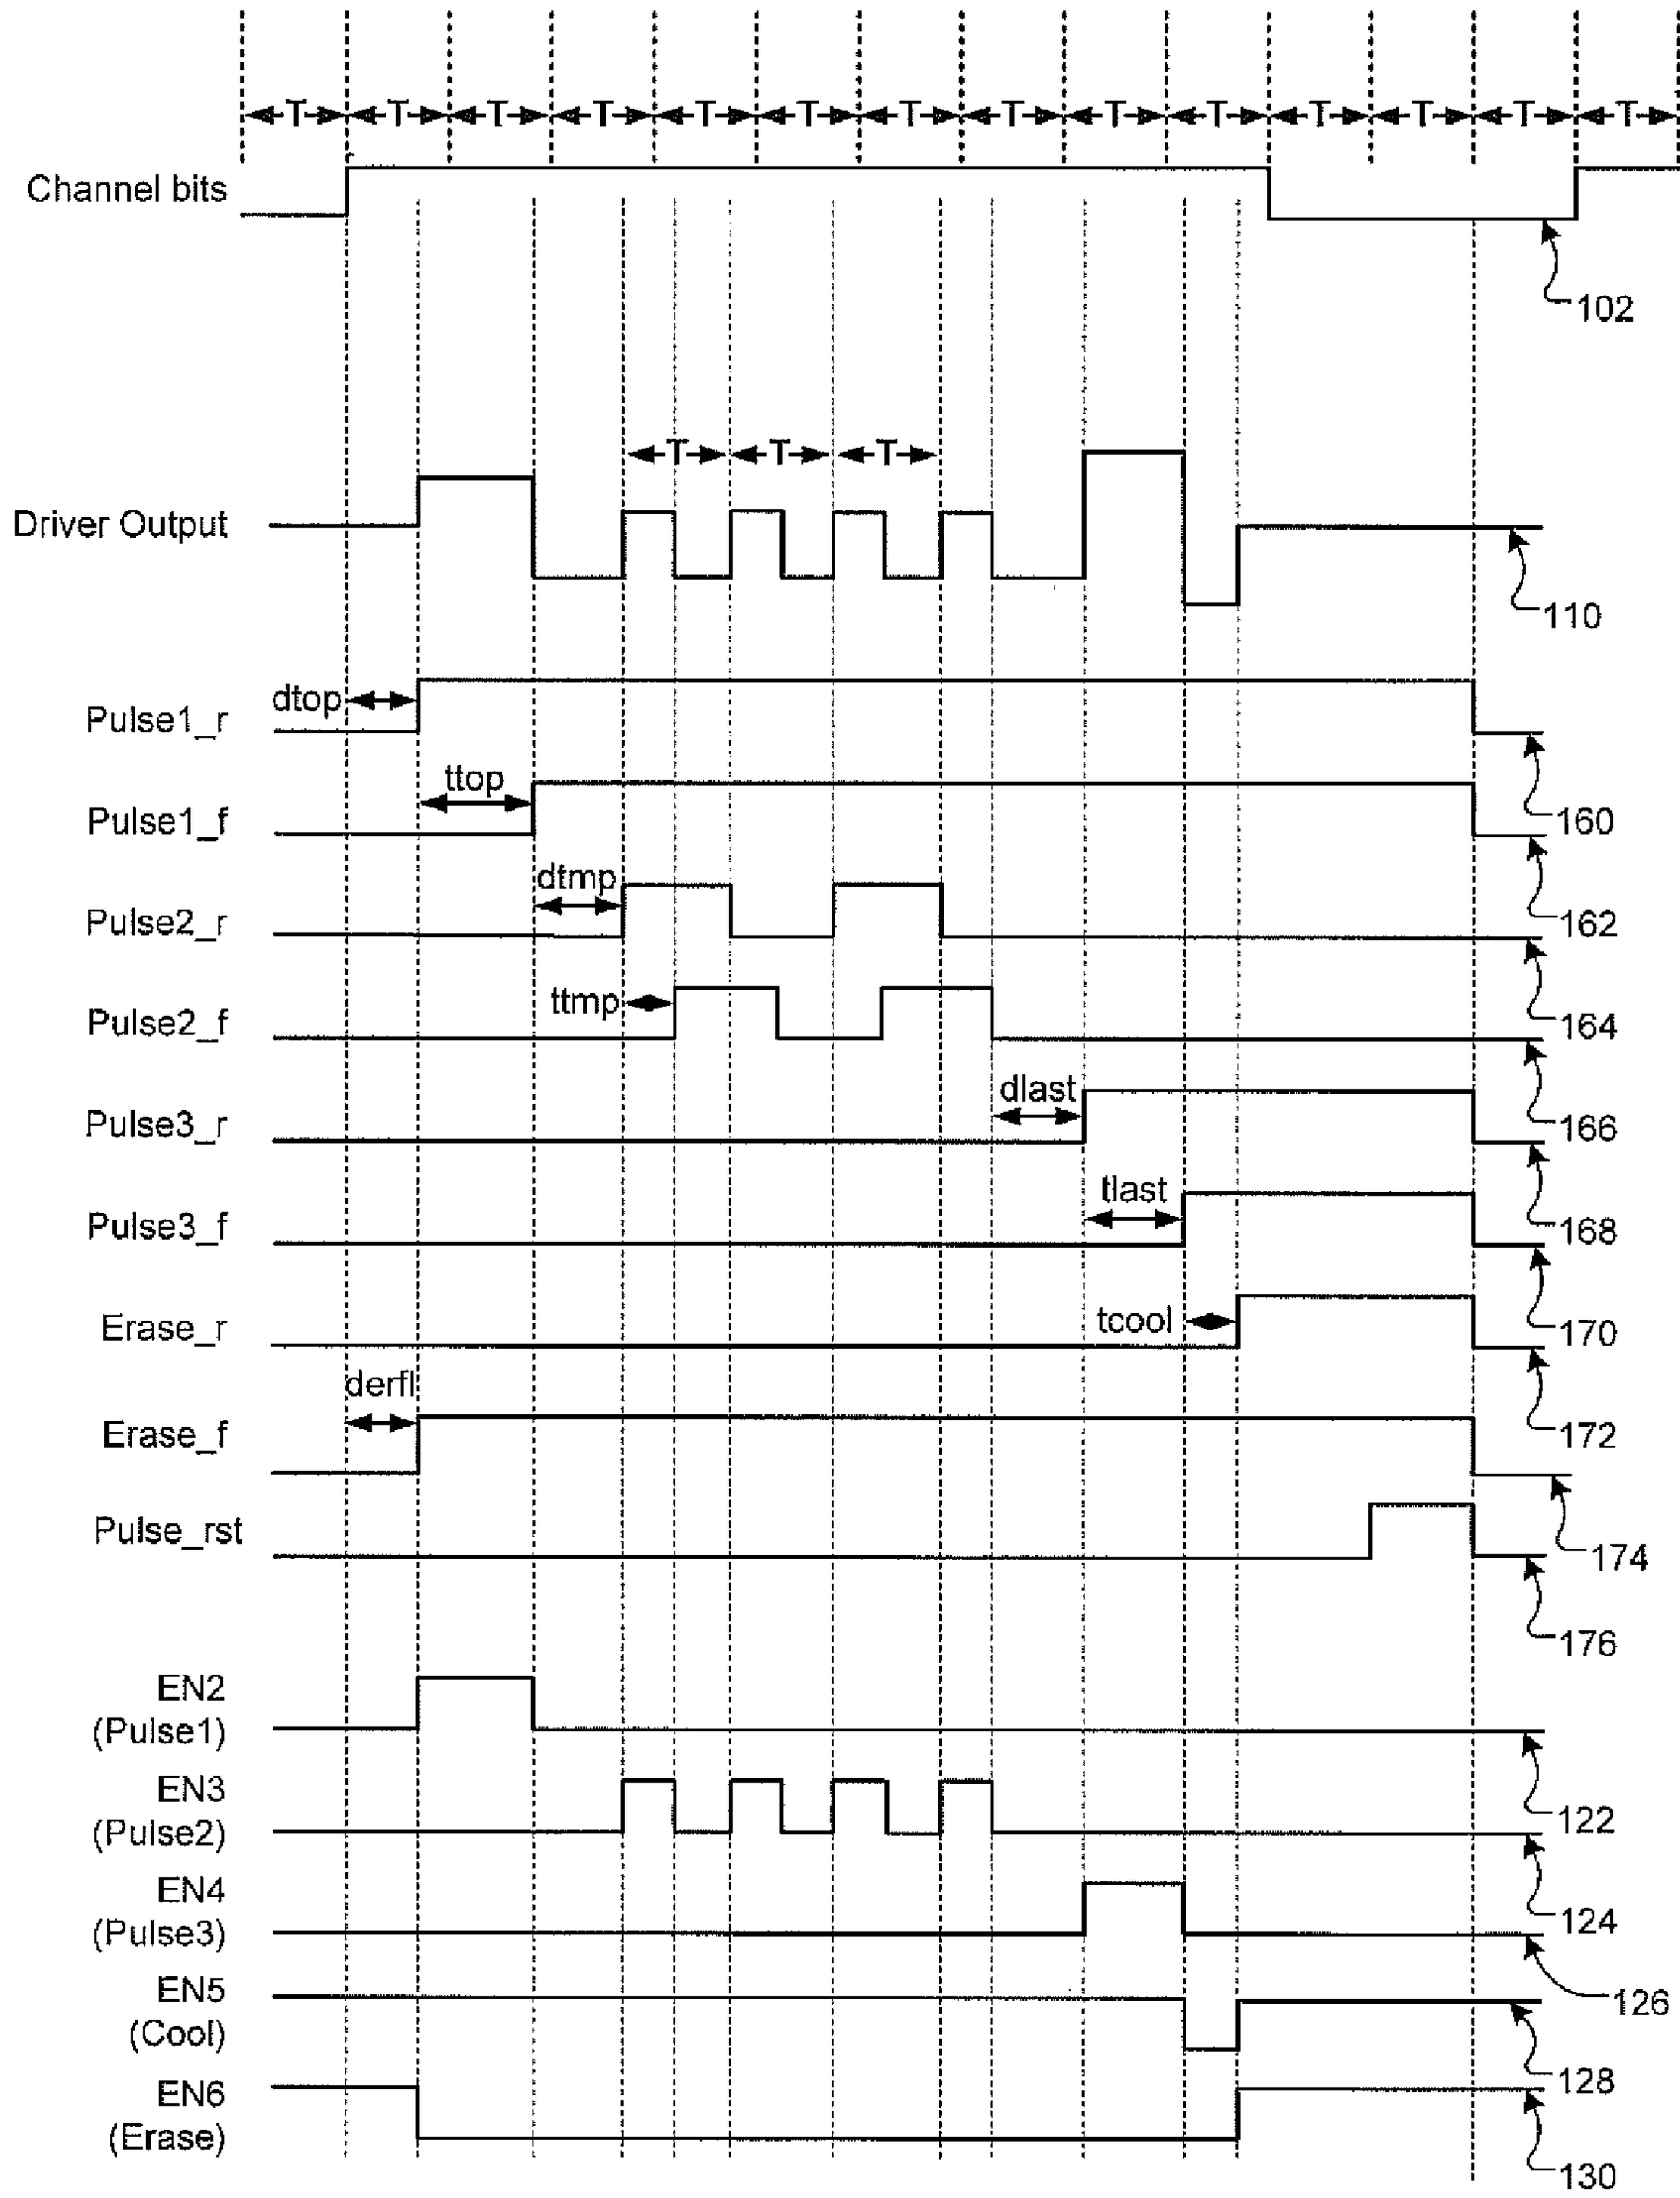 T T T T T T T T T T T T T T
Channel bits
102
T T T
Driver Output
110
dtop
Pulse1_r
160
ttop
Pulse1_f
162
dtmp
Pulse2_r
164
ttmp
Pulse2_f
166
dlast
Pulse3_r
168
tlast
Pulse3_f
170
tcool
Erase_r
172
derfl
Erase_f
174
Pulse_rst
176
EN2
(Pulse1)
122
EN3
(Pulse2)
124
EN4
(Pulse3)
126
EN5
(Cool)
128
EN6
(Erase)
130